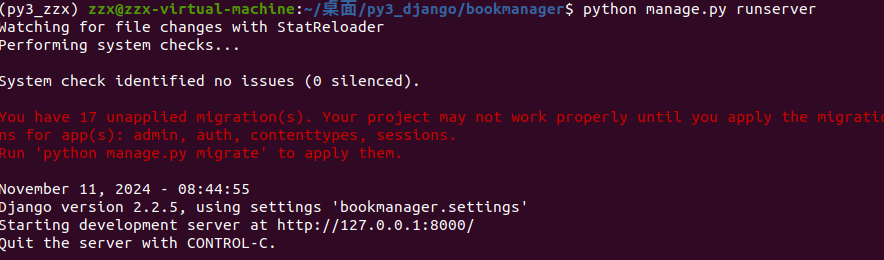 (py3_zzx) zzx@zzx-virtual-machine:~/桌面/py3_django/bookmanager$ python manage.py runserver
Watching for file changes with StatReloader
Performing system checks...
System check identified no issues (0 silenced).
You have 17 unapplied migration(s). Your project may not work properly until you apply the migratio
ns for app(s): admin, auth, contenttypes, sessions.
Run 'python manage.py migrate' to apply them.
November 11, 2024 - 08:44:55
Django version 2.2.5, using settings 'bookmanager.settings'
Starting development server at http://127.0.0.1:8000/
Quit the server with CONTROL-C.